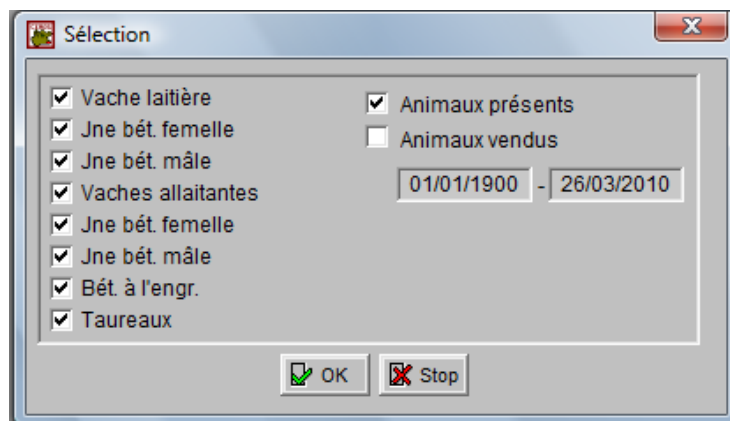 Sélection
Vache laitière
Jne bét. femelle
Jne bét. mâle
Vaches allaitantes
Jne bét. femelle
Jne bét. mâle
Bét. à l'engr.
Taureaux
Animaux présents
Animaux vendus
01/01/1900 - 26/03/2010
OK Stop